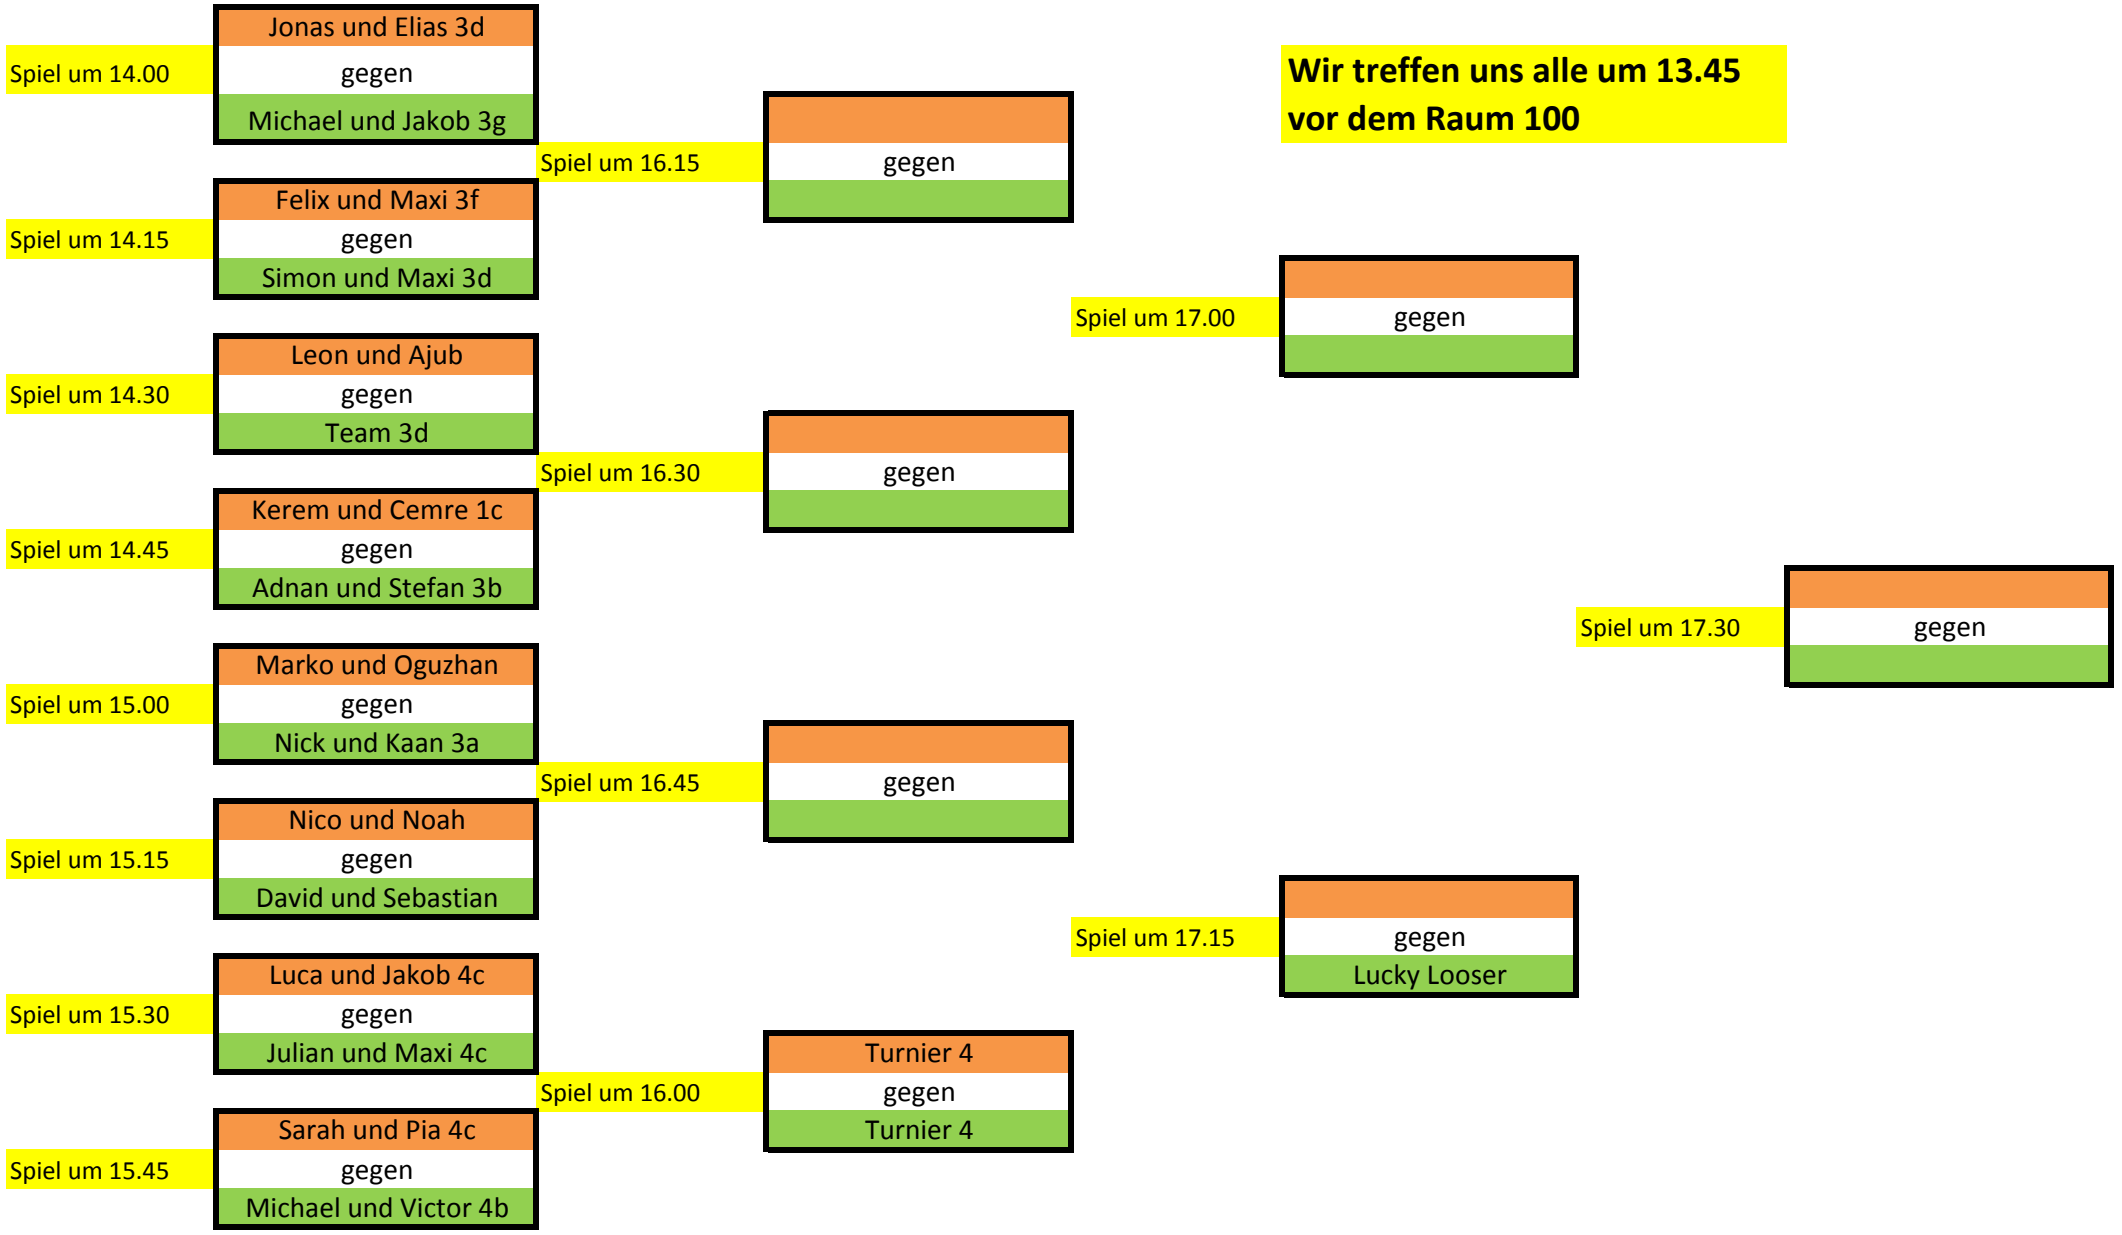 Jonas und Elias 3d
Spiel um 14.00
gegen
Michael und Jakob 3g
Felix und Maxi 3f
Spiel um 14.15
gegen
Simon und Maxi 3d
Leon und Ajub
Spiel um 14.30
gegen
Team 3d
Kerem und Cemre 1c
Spiel um 14.45
gegen
Adnan und Stefan 3b
Marko und Oguzhan
Spiel um 15.00
gegen
Nick und Kaan 3a
Nico und Noah
Spiel um 15.15
gegen
David und Sebastian
Luca und Jakob 4c
Spiel um 15.30
gegen
Julian und Maxi 4c
Sarah und Pia 4c
Spiel um 15.45
gegen
Michael und Victor 4b
Spiel um 16.15
gegen
Spiel um 16.30
gegen
Spiel um 16.45
gegen
Turnier 4
Spiel um 16.00
gegen
Turnier 4
Wir treffen uns alle um 13.45
vor dem Raum 100
Spiel um 17.00
gegen
Spiel um 17.15
gegen
Lucky Looser
Spiel um 17.30
gegen